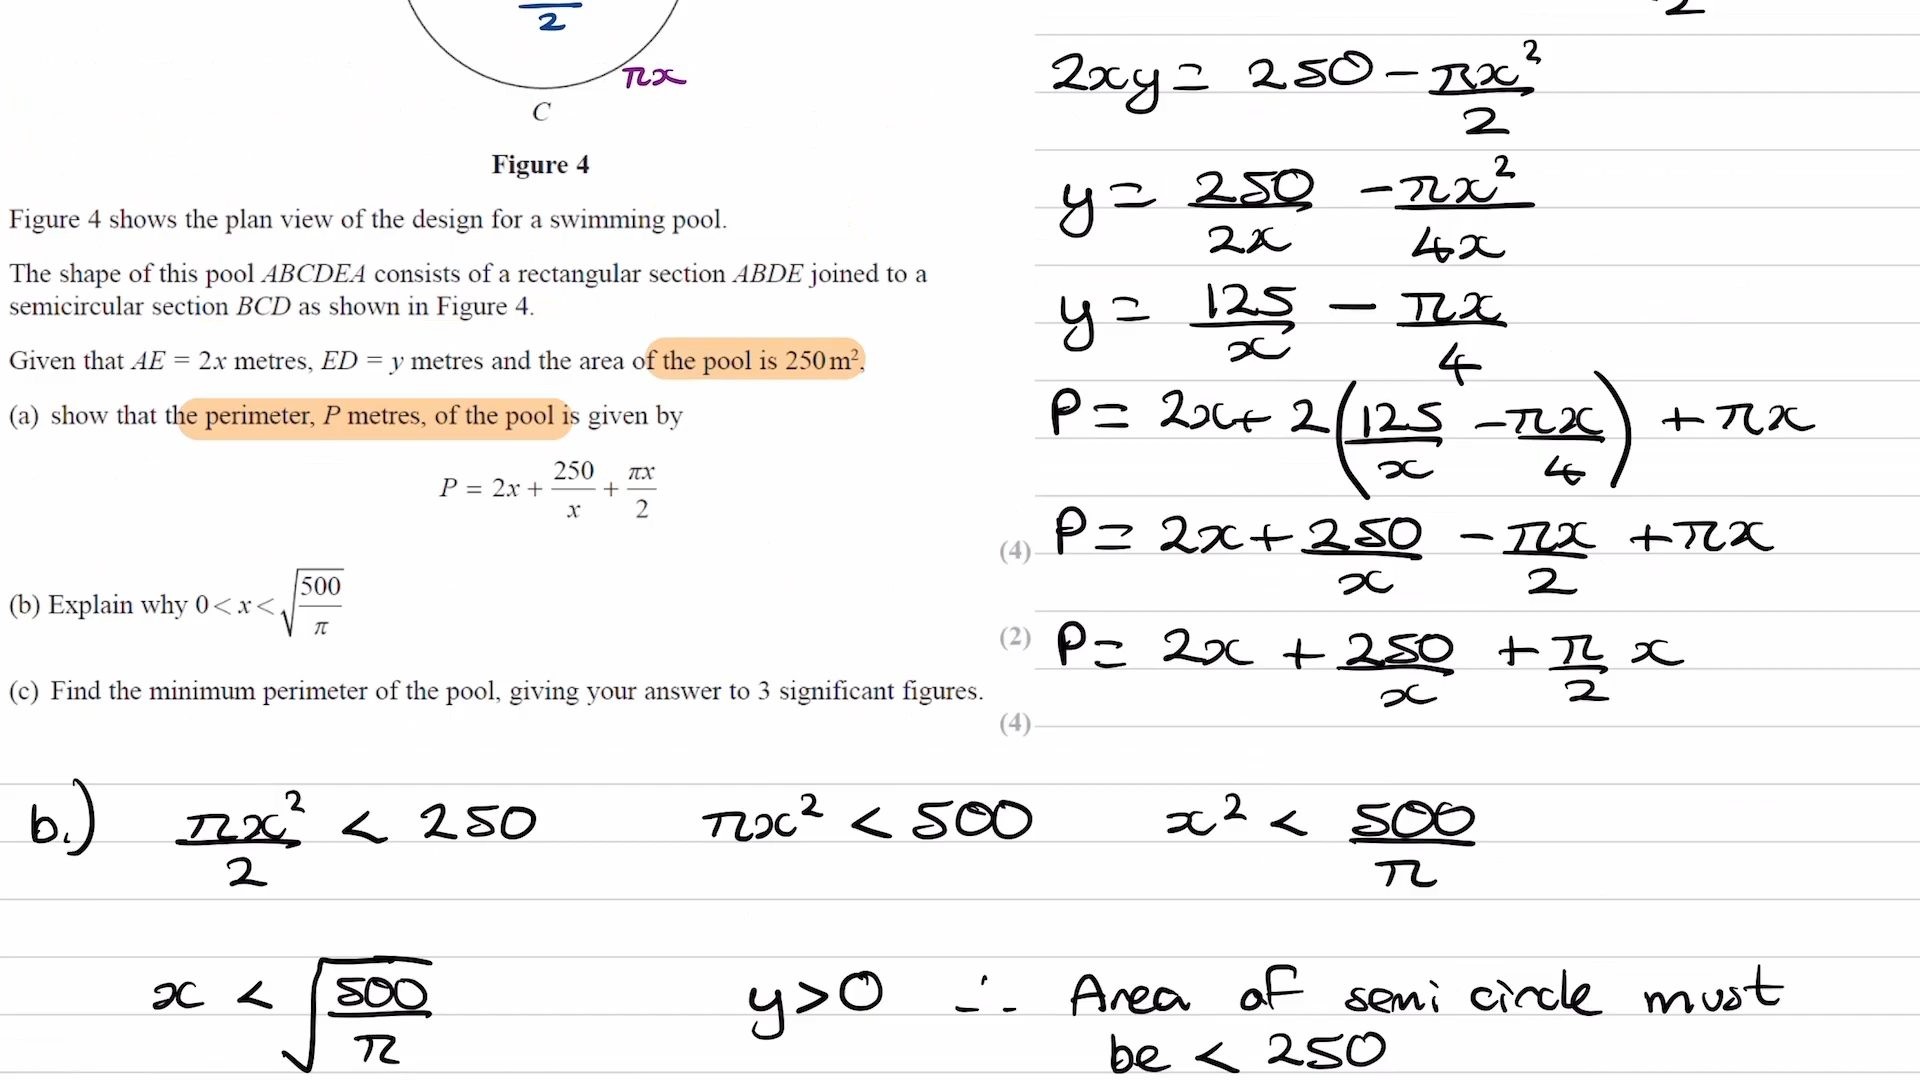 2
πx
C
Figure 4
Figure 4 shows the plan view of the design for a swimming pool.
The shape of this pool ABCDEA consists of a rectangular section ABDE joined to a
semicircular section BCD as shown in Figure 4.
Given that AE = 2x metres, ED = y metres and the area of the pool is 250 m².
(a) show that the perimeter, P metres, of the pool is given by
P = 2x + 250/x + πx/2
(4)
(b) Explain why 0 < x < √(500/π)
(2)
(c) Find the minimum perimeter of the pool, giving your answer to 3 significant figures.
(4)
2
2xy = 250 - πx²/2
y = 250/2x - πx²/4x
y = 125/x - πx/4
P = 2x + 2(125/x - πx/4) + πx
P = 2x + 250/x - πx/2 + πx
P = 2x + 250/x + π/2 x
b.) πx²/2 < 250 πx² < 500 x² < 500/π
x < √(500/π) y > 0 ∴ Area of semi circle must
be < 250